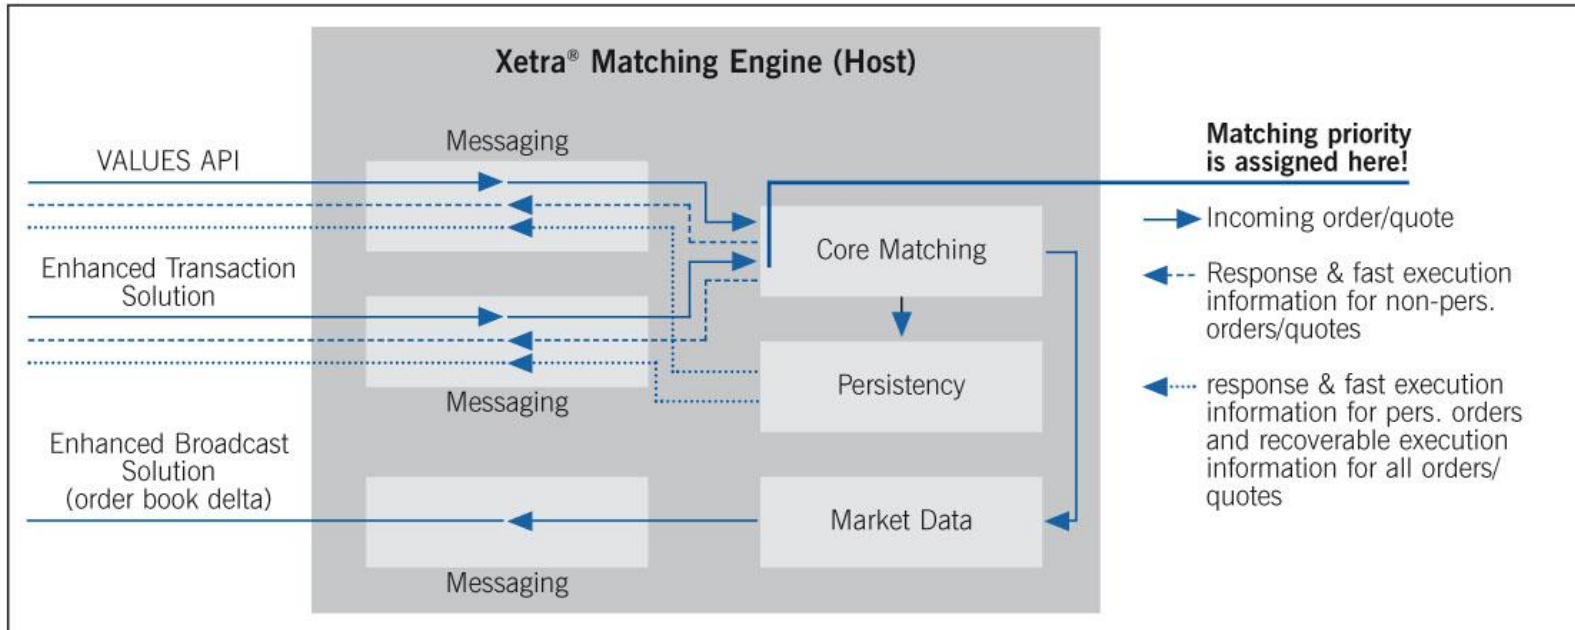 Xetra® Matching Engine (Host)
Messaging
VALUES API
Enhanced Transaction
Solution
Messaging
Enhanced Broadcast
Solution
(order book delta)
Messaging
Core Matching
Persistency
Market Data
Matching priority
is assigned here!
Incoming order/quote
Response & fast execution
information for non-pers.
orders/quotes
response & fast execution
information for pers. orders
and recoverable execution
information for all orders/
quotes